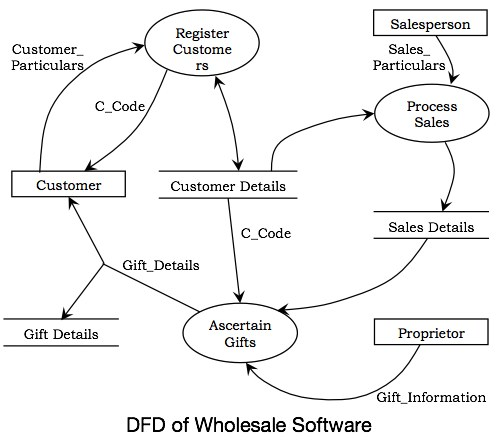 Register
Custome
rs
Salesperson
Customer_
Particulars
Sales_
Particulars
C_Code
Process
Sales
Customer
Customer Details
Sales Details
C_Code
Gift_Details
Gift Details
Ascertain
Gifts
Proprietor
Gift_Information
DFD of Wholesale Software